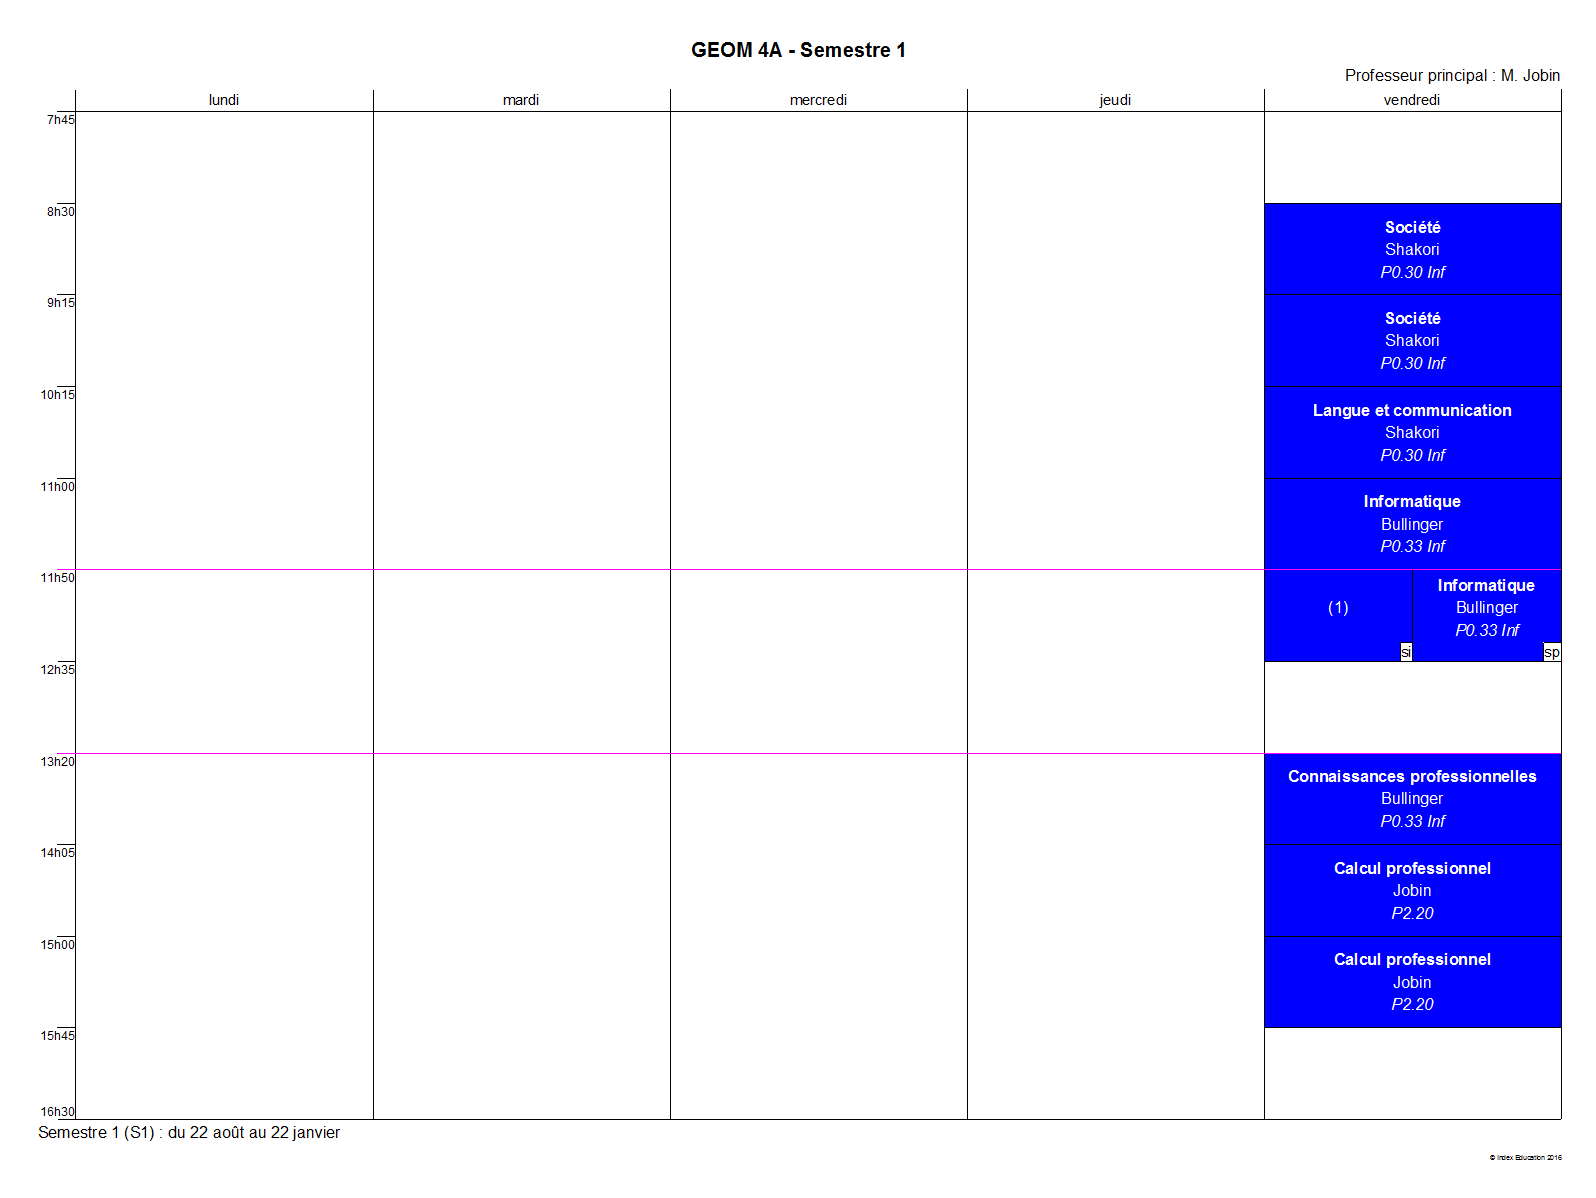 GEOM 4A - Semestre 1
Professeur principal : M. Jobin
lundi
mardi
mercredi
jeudi
vendredi
7h45
8h30
Société
Shakori
P0.30 Inf
9h15
Société
Shakori
P0.30 Inf
10h15
Langue et communication
Shakori
P0.30 Inf
11h00
Informatique
Bullinger
P0.33 Inf
11h50
(1)
si
Informatique
Bullinger
P0.33 Inf
sp
12h35
13h20
Connaissances professionnelles
Bullinger
P0.33 Inf
14h05
Calcul professionnel
Jobin
P2.20
15h00
Calcul professionnel
Jobin
P2.20
15h45
16h30
Semestre 1 (S1) : du 22 août au 22 janvier
© Index Education 2016